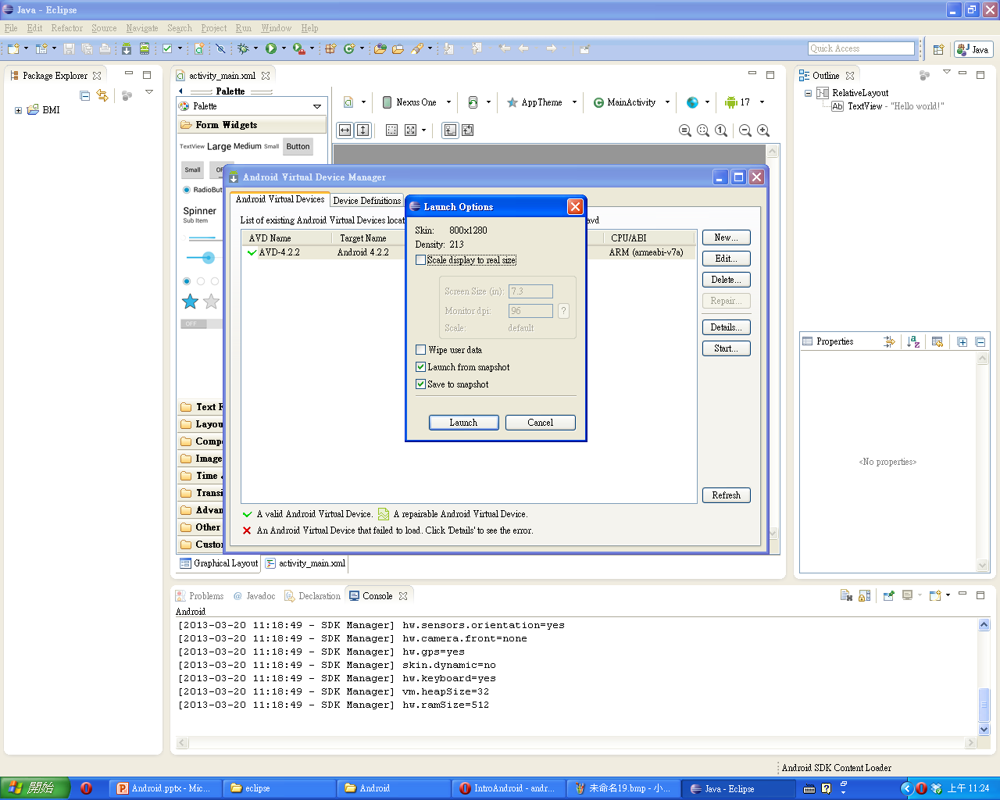 Java - Eclipse
File Edit Refactor Source Navigate Search Project Run Window Help
Quick Access
Java
Package Explorer
BMI
activity_main.xml
Palette
Palette
Form Widgets
TextView Large Medium Small Button
Small
RadioBut
Spinner
Sub Item
OFF
Text F
Layou
Compo
Image
Time
Transi
Advan
Other
Custo
Graphical Layout
activity_main.xml
Nexus One
AppTheme
MainActivity
17
Outline
RelativeLayout
Ab TextView - "Hello world!"
Properties
<No properties>
Android Virtual Device Manager
Android Virtual Devices
Device Definitions
List of existing Android Virtual Devices locat
avd
AVD Name
Target Name
CPU/ABI
AVD-4.2.2
Android 4.2.2
ARM (armeabi-v7a)
New...
Edit...
Delete...
Repair...
Details...
Start...
Refresh
A valid Android Virtual Device.
A repairable Android Virtual Device.
An Android Virtual Device that failed to load. Click 'Details' to see the error.
Launch Options
Skin: 800x1280
Density: 213
Scale display to real size
Screen Size (in): 7.3
Monitor dpi: 96 ?
Scale: default
Wipe user data
Launch from snapshot
Save to snapshot
Launch
Cancel
Problems
@ Javadoc
Declaration
Console
Android
[2013-03-20 11:18:49 - SDK Manager] hw.sensors.orientation=yes
[2013-03-20 11:18:49 - SDK Manager] hw.camera.front=none
[2013-03-20 11:18:49 - SDK Manager] hw.gps=yes
[2013-03-20 11:18:49 - SDK Manager] skin.dynamic=no
[2013-03-20 11:18:49 - SDK Manager] hw.keyboard=yes
[2013-03-20 11:18:49 - SDK Manager] vm.heapSize=32
[2013-03-20 11:18:49 - SDK Manager] hw.ramSize=512
Android SDK Content Loader
開始
Android.pptx - Mic...
eclipse
Android
IntroAndroid - andr...
未命名19.bmp - 小...
Java - Eclipse
上午 11:24